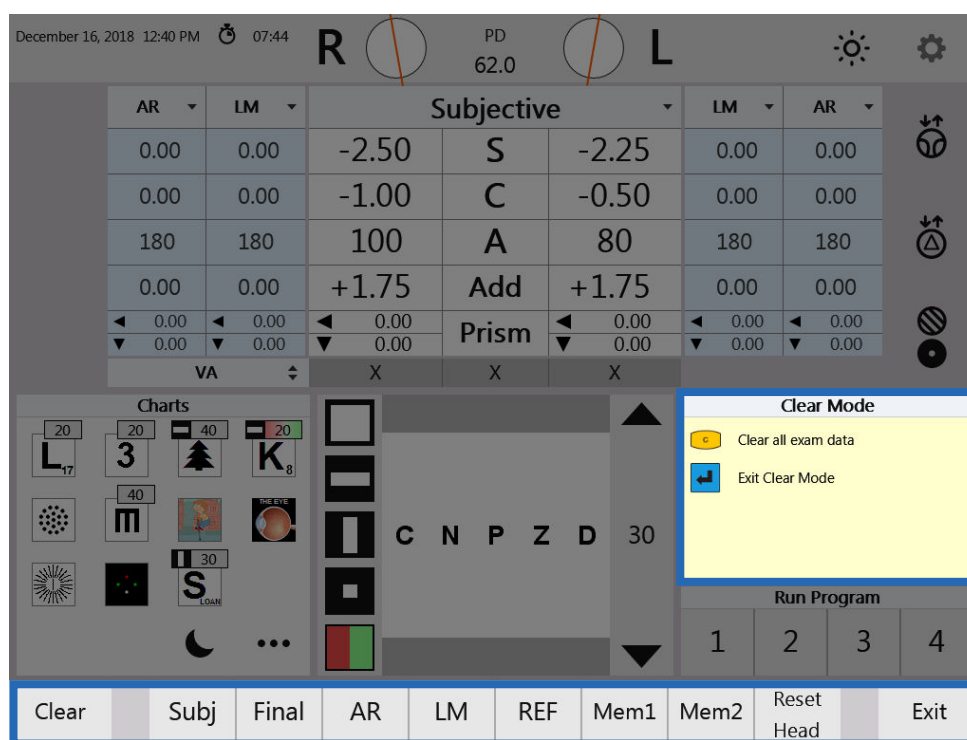 December 16, 2018 12:40 PM 07:44 R PD L
62.0
AR LM Subjective LM AR
0.00 0.00 -2.50 S -2.25 0.00 0.00
0.00 0.00 -1.00 C -0.50 0.00 0.00
180 180 100 A 80 180 180
0.00 0.00 +1.75 Add +1.75 0.00 0.00
0.00 0.00 0.00 Prism 0.00 0.00 0.00
0.00 0.00 0.00 0.00 0.00 0.00
VA X X X
Charts
20 20 40 20
L 17 3 K 8
40 THE EYE
m
30
S LOAN
C N P Z D 30
Clear Mode
C Clear all exam data
Exit Clear Mode
Run Program
1 2 3 4
Clear Subj Final AR LM REF Mem1 Mem2 Reset Head Exit